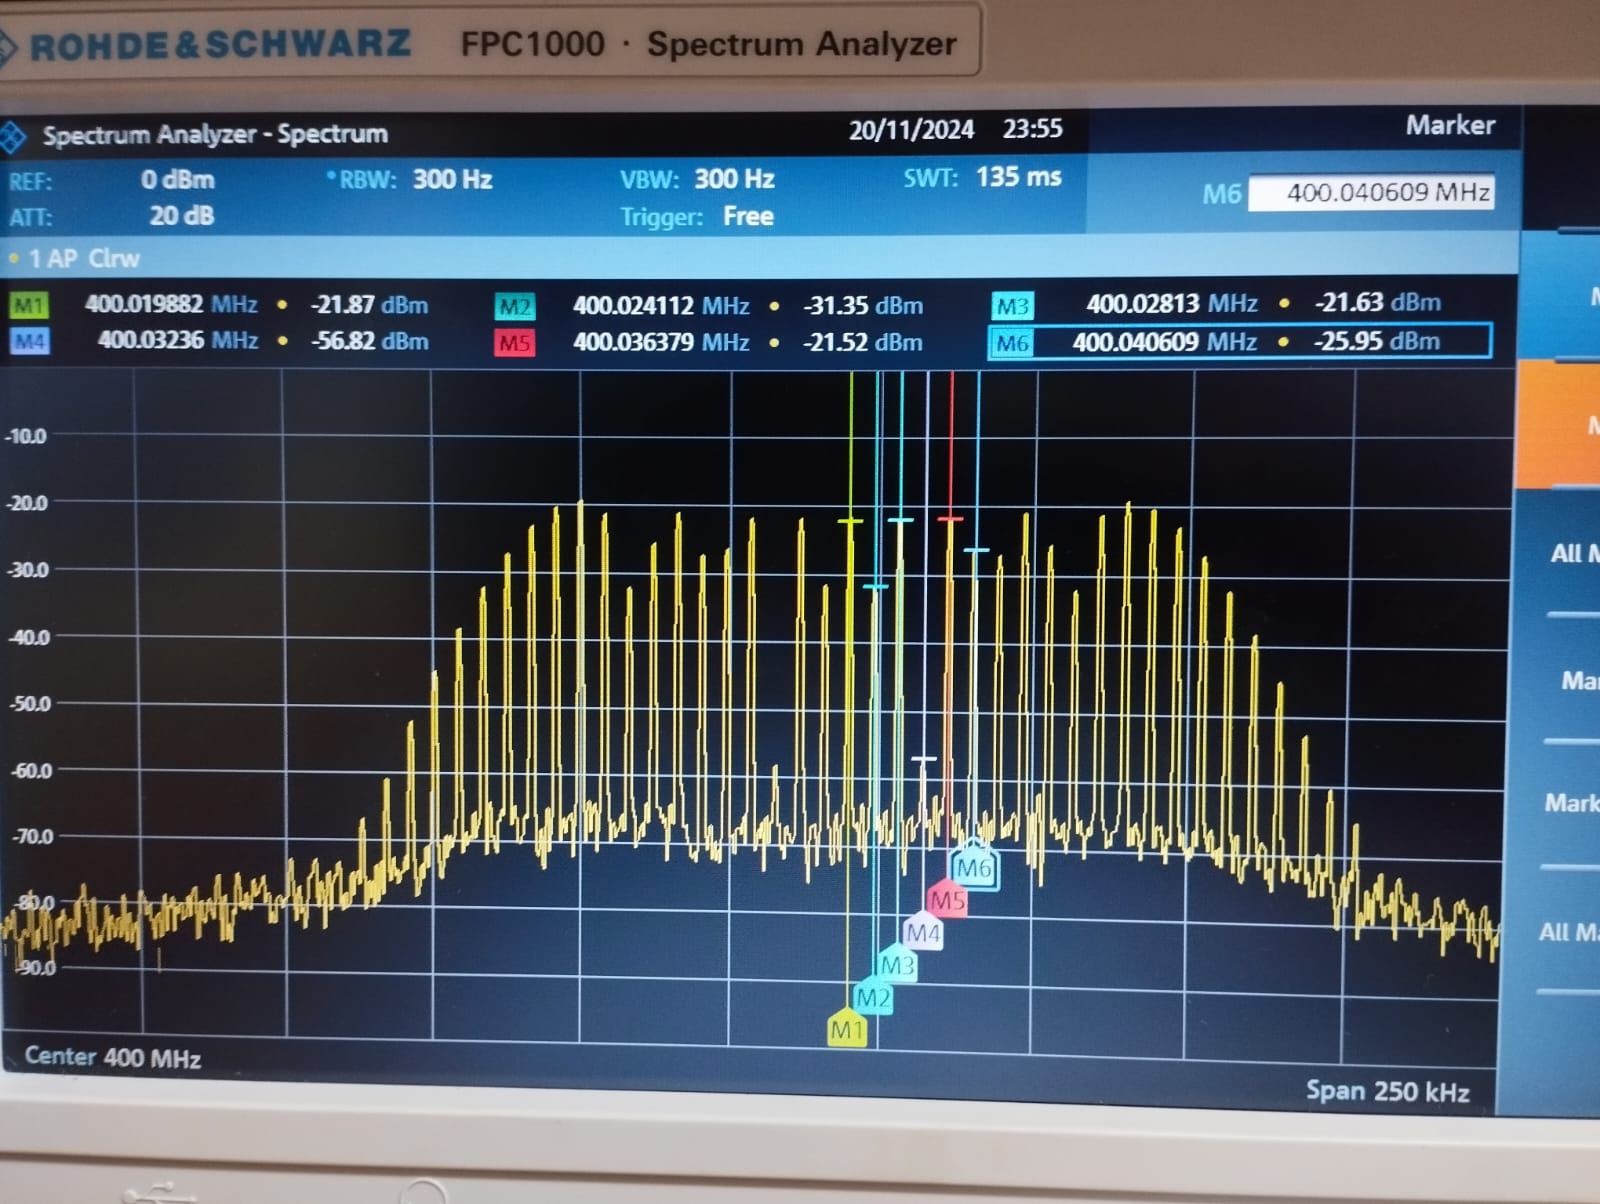 ROHDE&SCHWARZ FPC1000 · Spectrum Analyzer
Spectrum Analyzer - Spectrum 20/11/2024 23:55 Marker
REF: 0 dBm *RBW: 300 Hz VBW: 300 Hz SWT: 135 ms M6 400.040609 MHz
ATT: 20 dB Trigger: Free
1 AP Clrw
M1 400.019882 MHz • -21.87 dBm M2 400.024112 MHz • -31.35 dBm M3 400.02813 MHz • -21.63 dBm
M4 400.03236 MHz • -56.82 dBm M5 400.036379 MHz • -21.52 dBm M6 400.040609 MHz • -25.95 dBm
-10.0
-20.0
-30.0
All M
-40.0
Ma
-50.0
-60.0
Mark
-70.0
M6
M5
-80.0
M4
All Ma
M3
-90.0
M2
M1
Center 400 MHz
Span 250 kHz